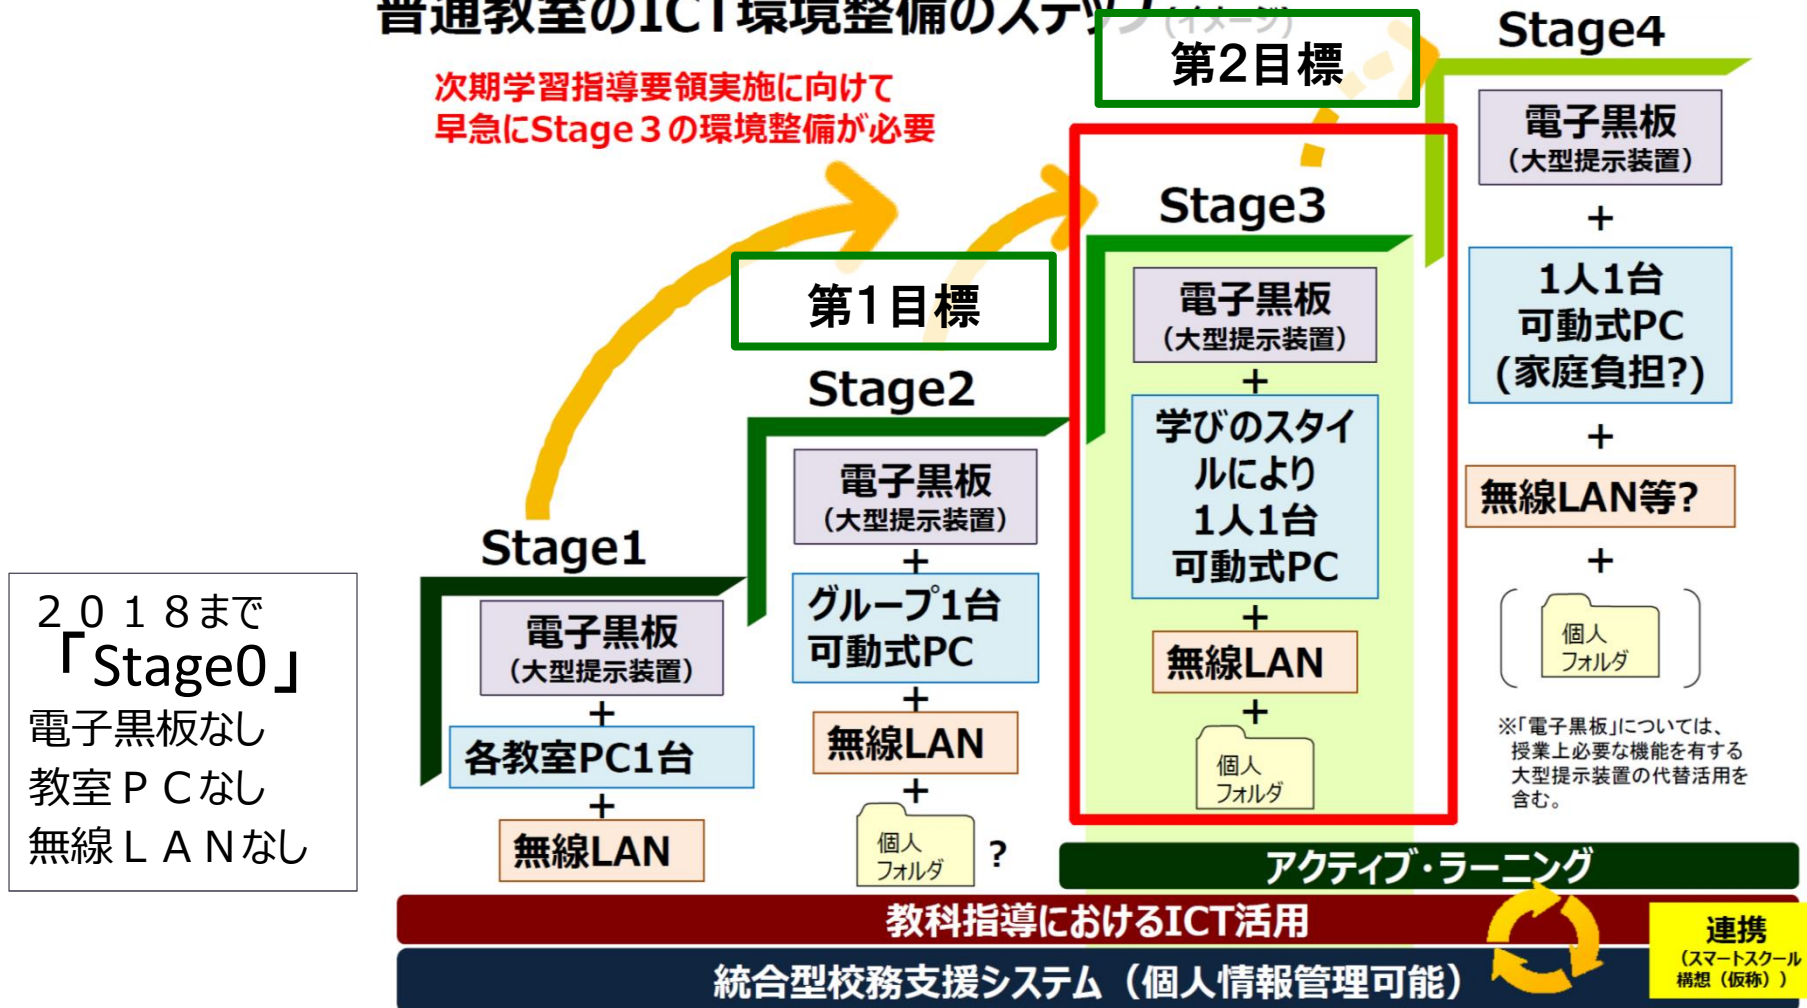 普通教室のICT環境整備のステップ(イメージ)
次期学習指導要領実施に向けて
早急にStage3の環境整備が必要
２０１８まで
「Stage0」
電子黒板なし
教室ＰＣなし
無線ＬＡＮなし
Stage1
電子黒板
（大型提示装置）
+
各教室PC1台
+
無線LAN
第1目標
Stage2
電子黒板
（大型提示装置）
+
グループ1台
可動式PC
+
無線LAN
+
個人
フォルダ
?
第2目標
Stage3
電子黒板
（大型提示装置）
+
学びのスタイ
ルにより
1人1台
可動式PC
+
無線LAN
+
個人
フォルダ
Stage4
電子黒板
（大型提示装置）
+
1人1台
可動式PC
(家庭負担?)
+
無線LAN等?
+
個人
フォルダ
※「電子黒板」については、
授業上必要な機能を有する
大型提示装置の代替活用を
含む。
アクティブ・ラーニング
教科指導におけるICT活用
統合型校務支援システム（個人情報管理可能）
連携
（スマートスクール
構想（仮称））